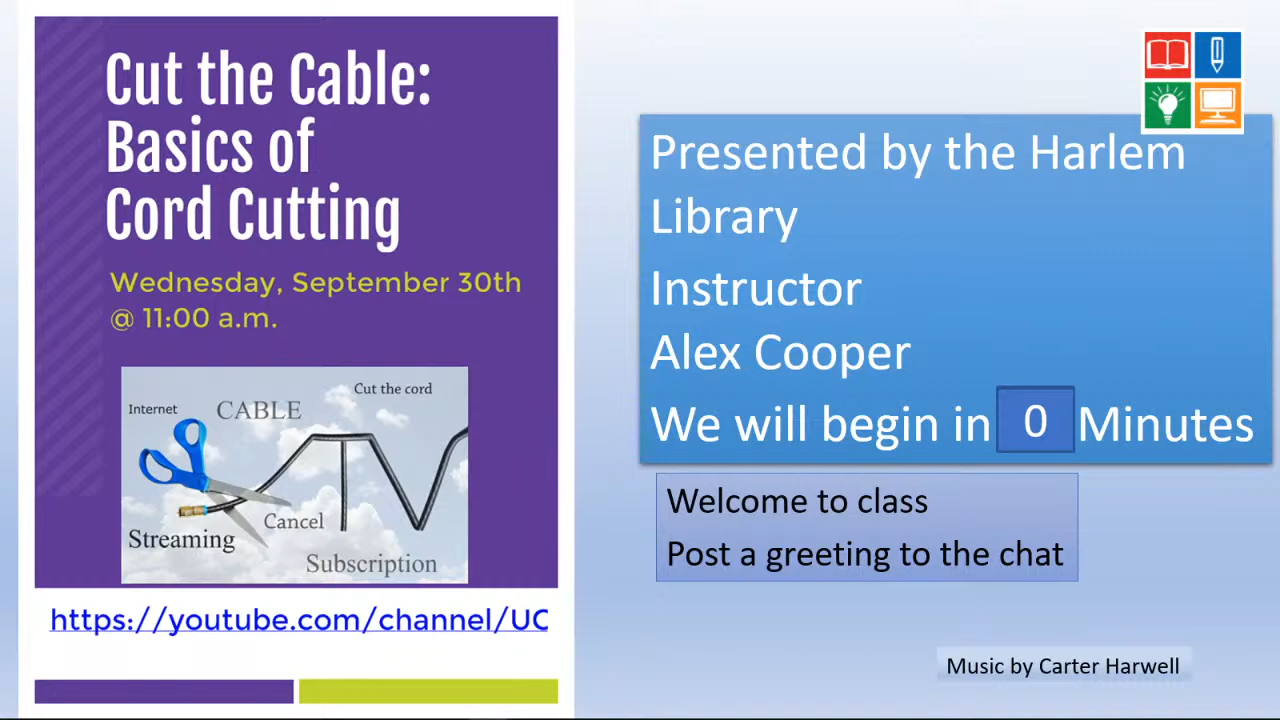 Cut the Cable:
Basics of
Cord Cutting
Wednesday, September 30th
@ 11:00 a.m.
Cut the cord
Internet
CABLE
Cancel
Streaming
Subscription
https://youtube.com/channel/UC
Presented by the Harlem
Library
Instructor
Alex Cooper
We will begin in 0 Minutes
Welcome to class
Post a greeting to the chat
Music by Carter Harwell